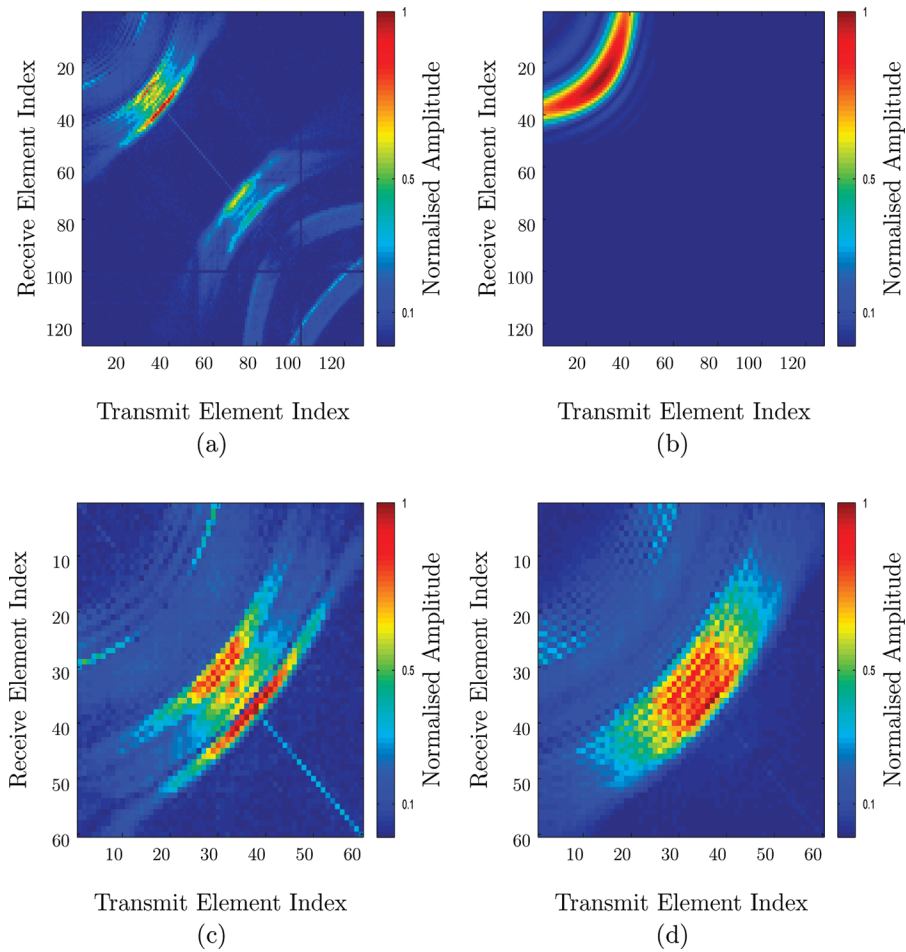 1
20
40
60
80
100
120
Receive Element Index
0.5
0.1
Normalised Amplitude
20 40 60 80 100 120
Transmit Element Index
(a)
1
20
40
60
80
100
120
Receive Element Index
0.5
0.1
Normalised Amplitude
20 40 60 80 100 120
Transmit Element Index
(b)
1
10
20
30
40
50
60
Receive Element Index
0.5
0.1
Normalised Amplitude
10 20 30 40 50 60
Transmit Element Index
(c)
1
10
20
30
40
50
60
Receive Element Index
0.5
0.1
Normalised Amplitude
10 20 30 40 50 60
Transmit Element Index
(d)